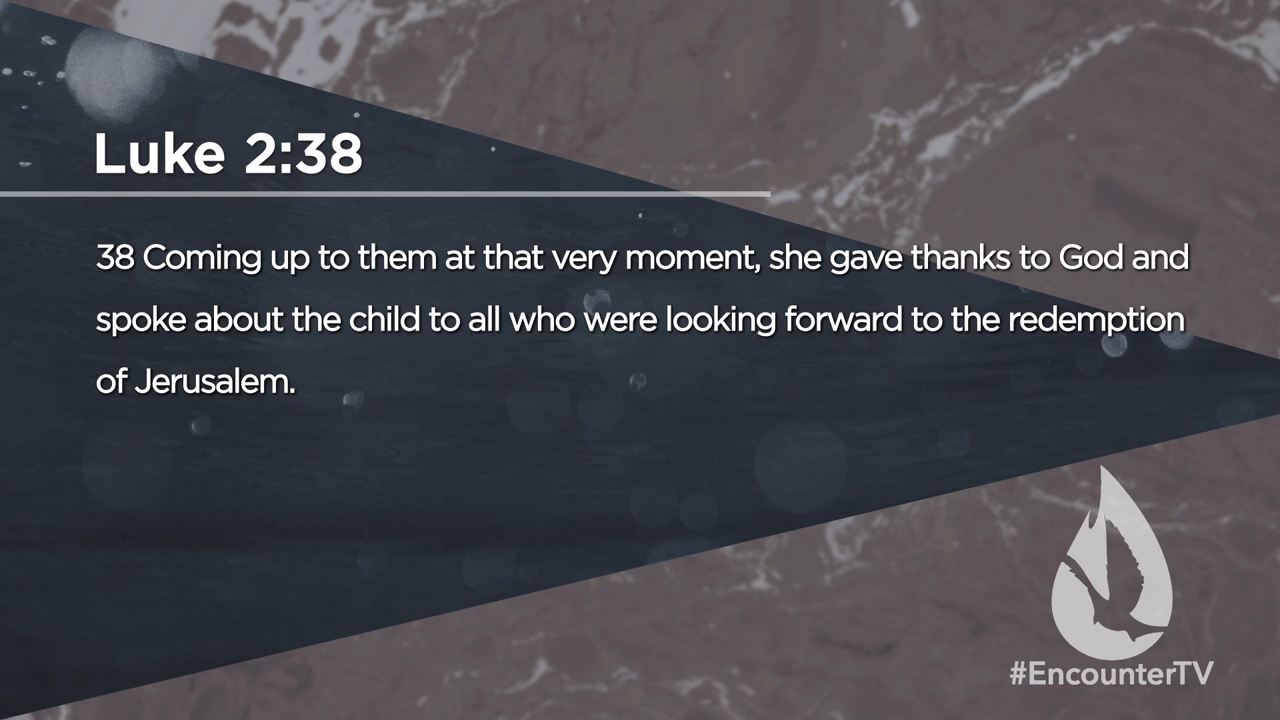 Luke 2:38
38 Coming up to them at that very moment, she gave thanks to God and
spoke about the child to all who were looking forward to the redemption
of Jerusalem.
#EncounterTV